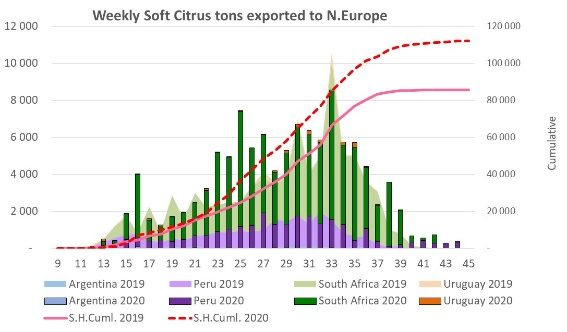 Weekly Soft Citrus tons exported to N.Europe
12 000 120 000
10 000 100 000
8 000 80 000
6 000 60 000
4 000 40 000
2 000 20 000
- -
Cumulative
9 11 13 15 17 19 21 23 25 27 29 31 33 35 37 39 41 43 45
Argentina 2019 Peru 2019 South Africa 2019 Uruguay 2019
Argentina 2020 Peru 2020 South Africa 2020 Uruguay 2020
S.H.Cuml. 2019 S.H.Cuml. 2020